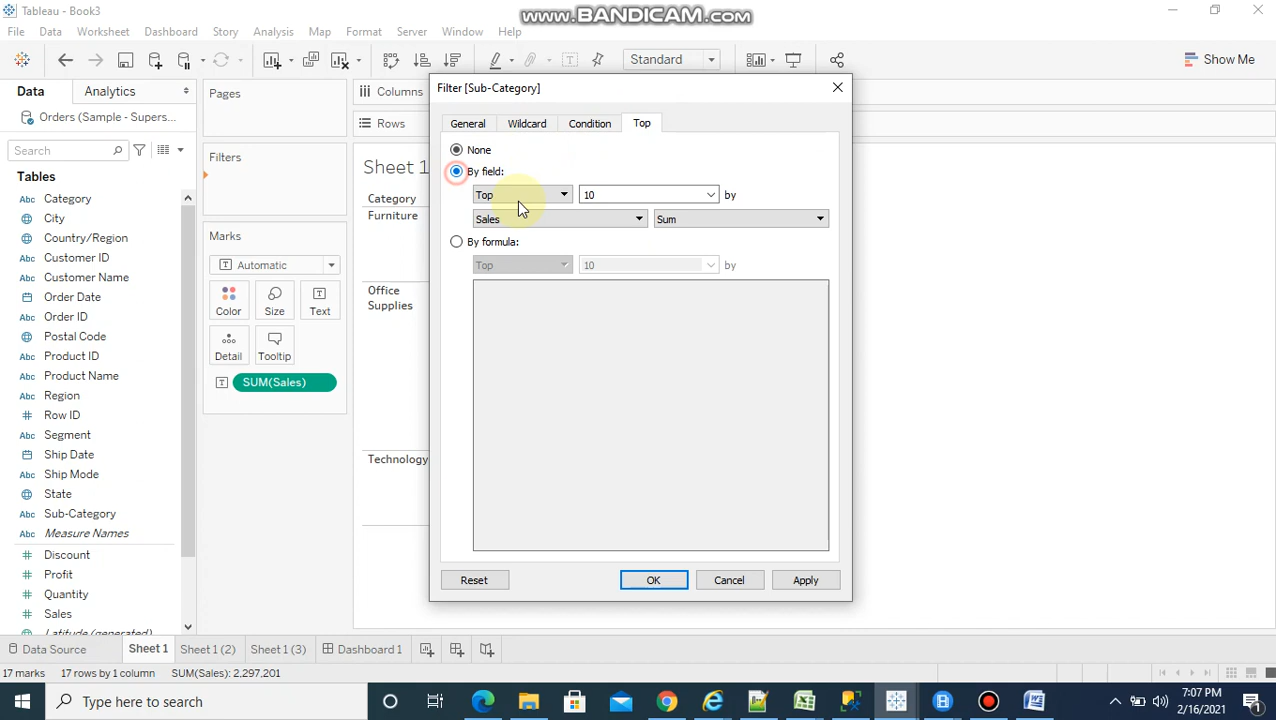 Tableau - Book3
www.BANDICAM.com
File Data Worksheet Dashboard Story Analysis Map Format Server Window Help
Standard
Show Me
Data Analytics
Orders (Sample - Supers...
Search
Tables
Category
City
Country/Region
Customer ID
Customer Name
Order Date
Order ID
Postal Code
Product ID
Product Name
Region
Row ID
Segment
Ship Date
Ship Mode
State
Sub-Category
Measure Names
Discount
Profit
Quantity
Sales
Latitude (generated)
Pages
Filters
Marks
Automatic
Color Size Text
Detail Tooltip
SUM(Sales)
Columns
Rows
Sheet 1
Category
Furniture
Office
Supplies
Technology
Filter [Sub-Category]
General Wildcard Condition Top
None
By field:
Top 10 by
Sales Sum
By formula:
Top 10 by
Reset OK Cancel Apply
Data Source Sheet 1 Sheet 1 (2) Sheet 1 (3) Dashboard 1
17 marks 17 rows by 1 column SUM(Sales): 2,297,201
Type here to search
7:07 PM
2/16/2021